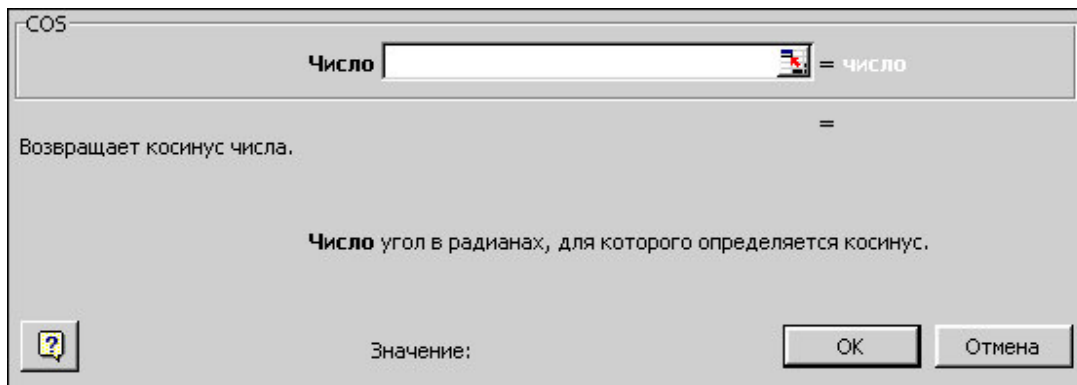 COS
Число = число
=
Возвращает косинус числа.
Число угол в радианах, для которого определяется косинус.
? Значение: OK Отмена